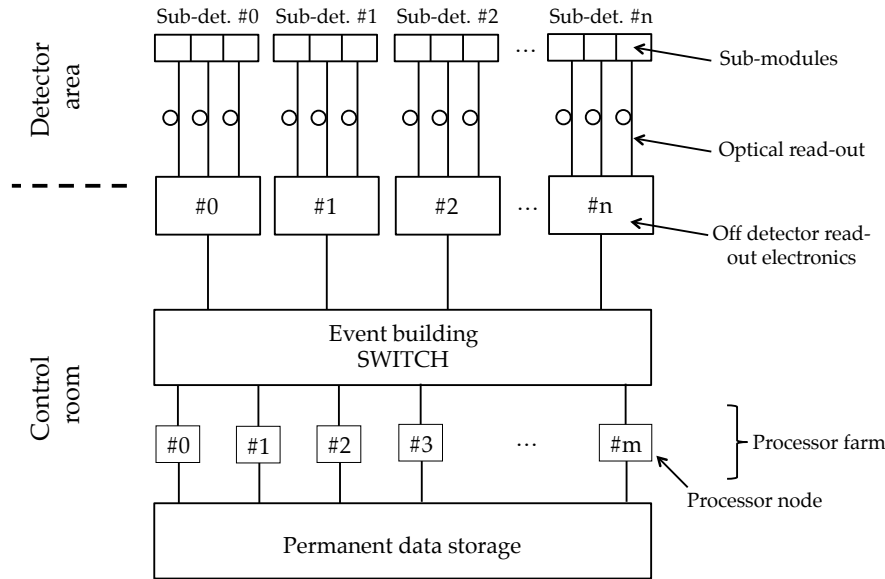 Sub-det. #0 Sub-det. #1 Sub-det. #2 Sub-det. #n
...
Sub-modules
Detector
area
Optical read-out
#0 #1 #2 ... #n
Off detector read-
out electronics
Event building
SWITCH
Control
room
#0 #1 #2 #3 ... #m
Processor farm
Processor node
Permanent data storage